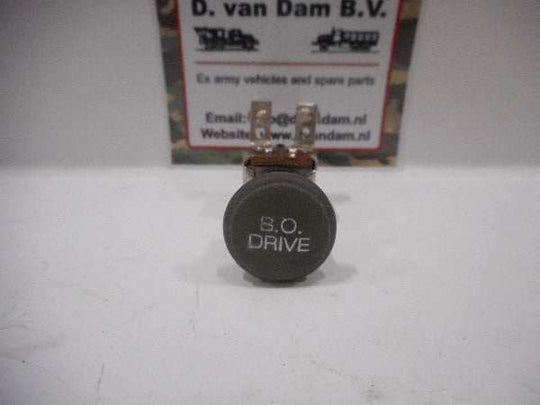 D. van Dam B.V.
Ex army vehicles and spare parts
Email:
Website:
B.O.
DRIVE